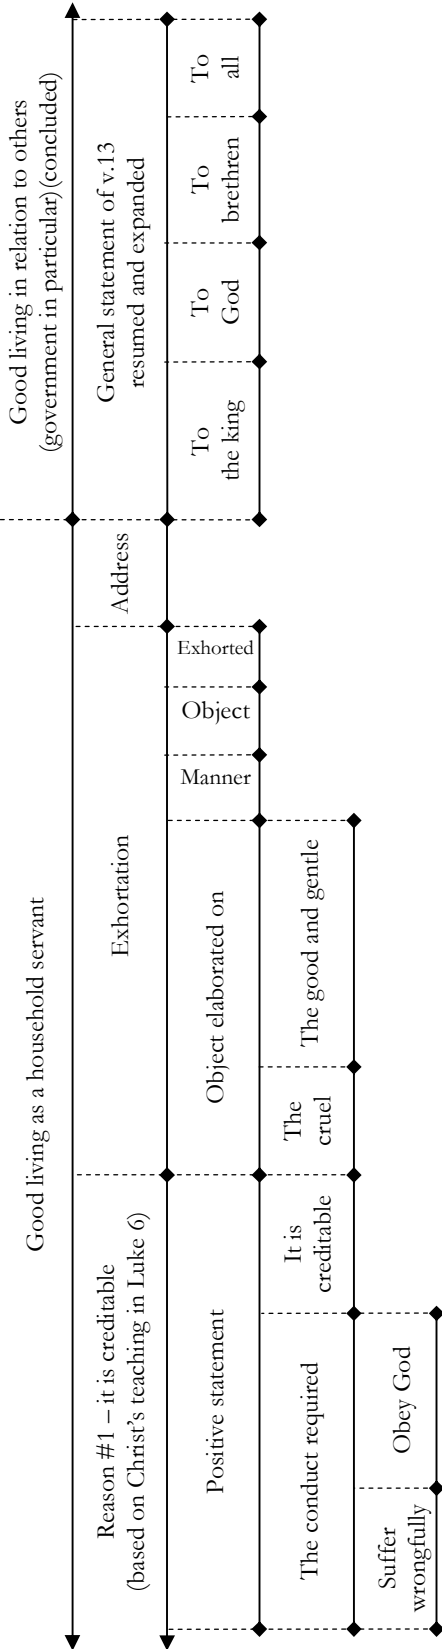 Good living as a household servant
Good living in relation to others
(government in particular)(concluded)
Reason #1 – it is creditable
(based on Christ's teaching in Luke 6)
Exhortation
Address
General statement of v.13
resumed and expanded
Positive statement
Object elaborated on
Manner
Object
Exhorted
To
the king
To
God
To
brethren
To
all
The conduct required
It is
creditable
The
cruel
The good and gentle
Suffer
wrongfully
Obey God